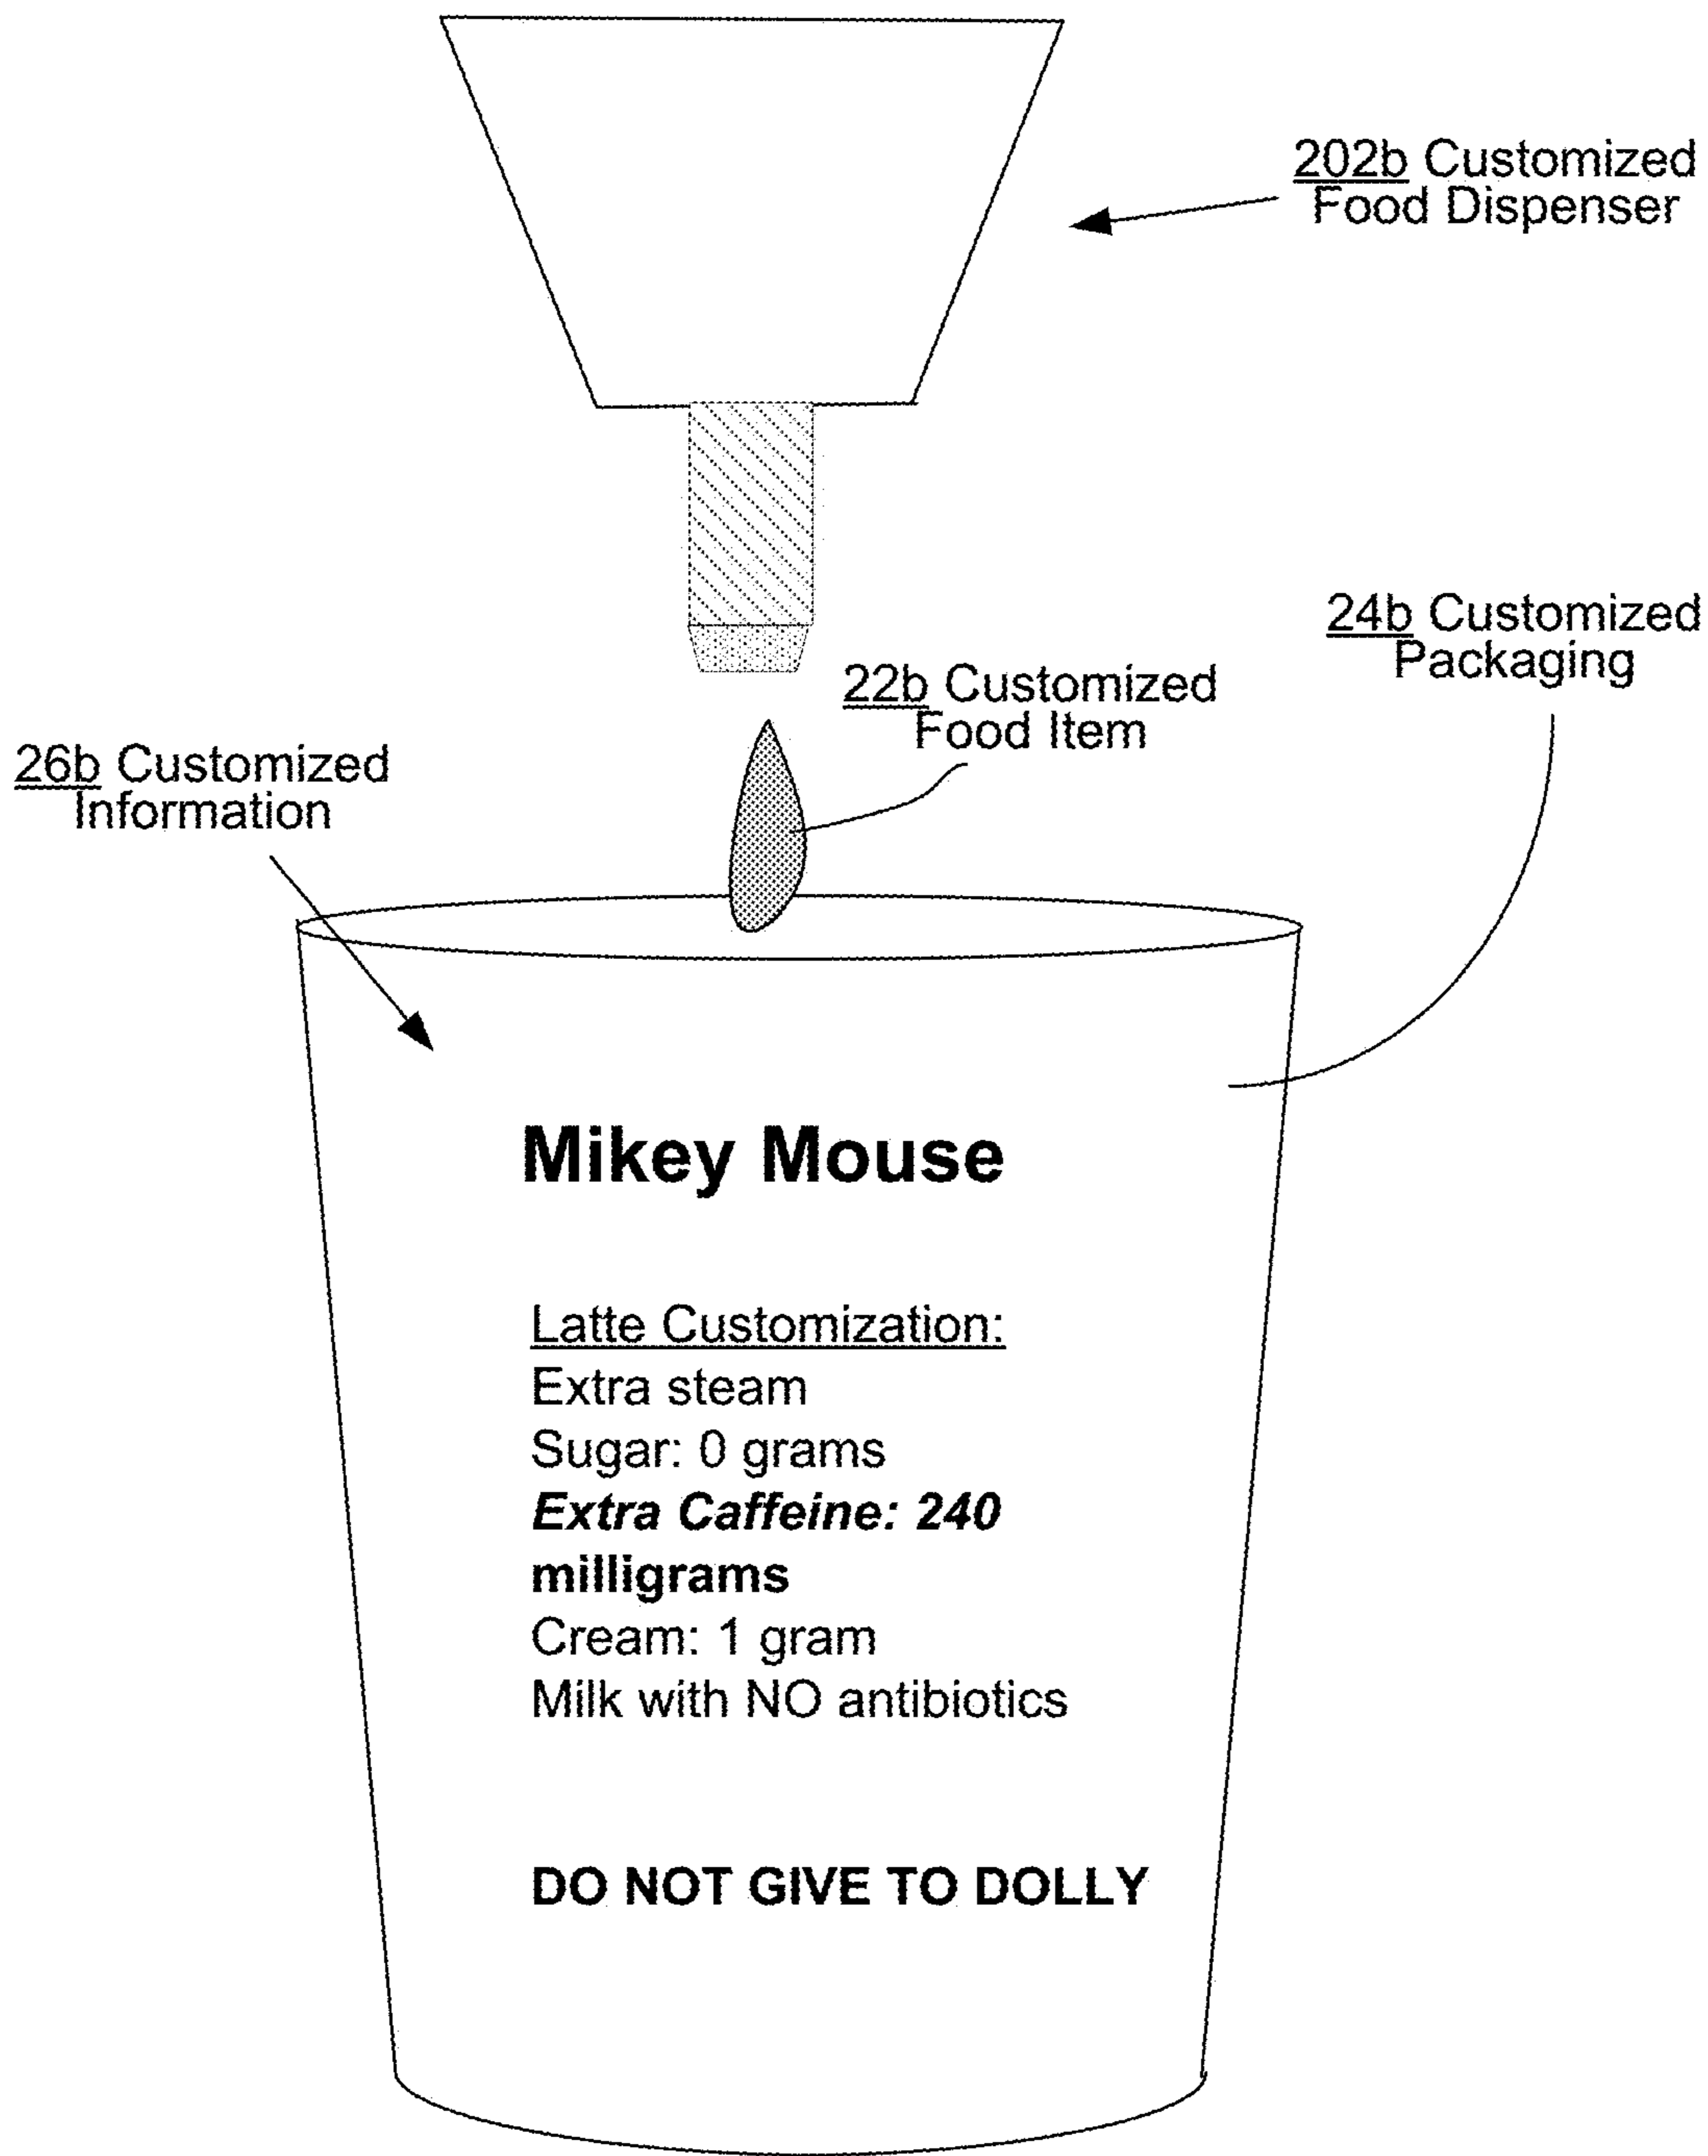 202b Customized
Food Dispenser
24b Customized
Packaging
22b Customized
Food Item
26b Customized
Information
Mikey Mouse
Latte Customization:
Extra steam
Sugar: 0 grams
Extra Caffeine: 240
milligrams
Cream: 1 gram
Milk with NO antibiotics
DO NOT GIVE TO DOLLY